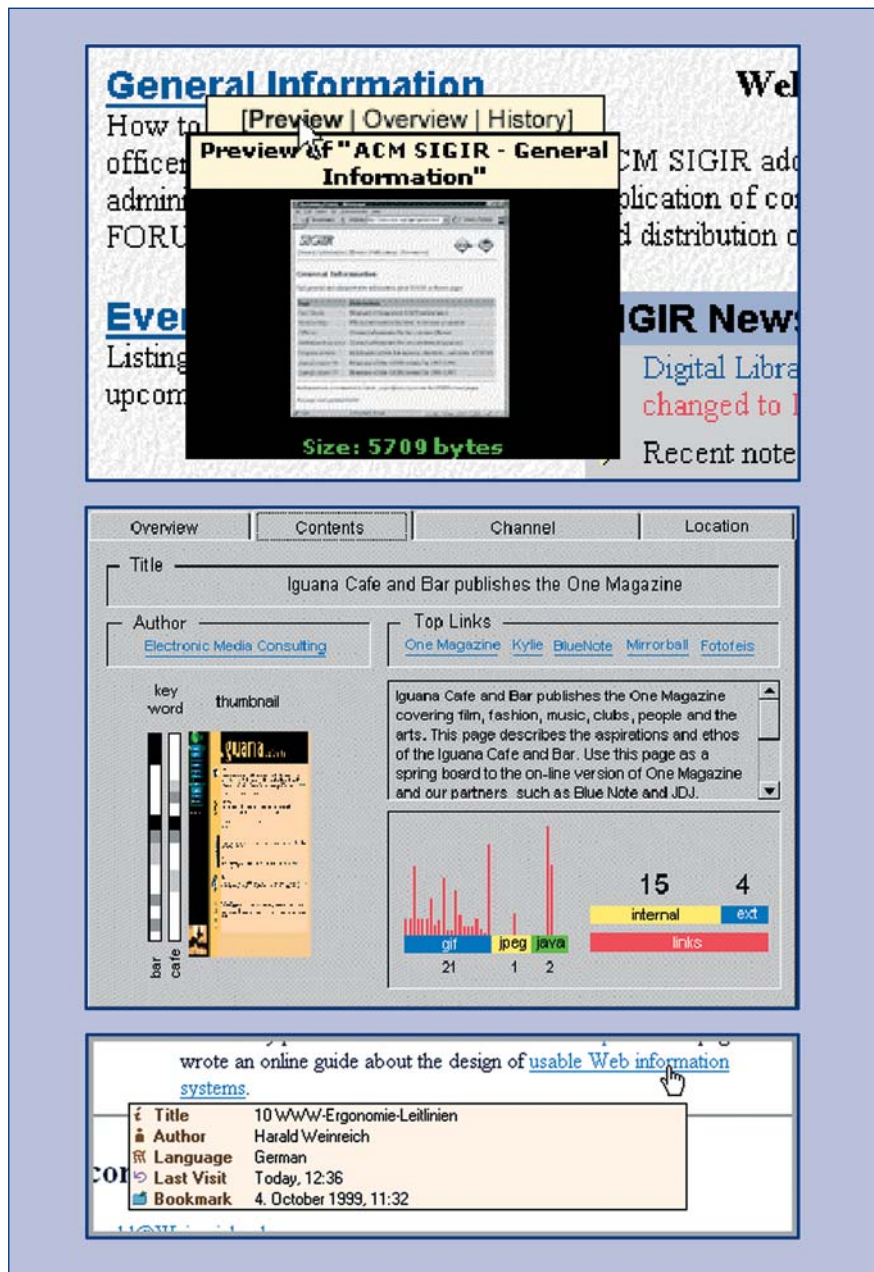 General Information
Wel
How to
[Preview | Overview | History]
officer
Preview of "ACM SIGIR - General
Information"
CM SIGIR add
admini
plication of co
FORU
d distribution o
SIGIR
General Information
Even
IGIR News
Listing
Digital Libra
upcom
changed to
Size: 5709 bytes
Recent note
Overview
Contents
Channel
Location
Title
Iguana Cafe and Bar publishes the One Magazine
Author
Electronic Media Consulting
Top Links
One Magazine Kylie BlueNote Mirrorball Fotofeis
key
word
thumbnail
iguana
bar
cafe
Iguana Cafe and Bar publishes the One Magazine
covering film, fashion, music, clubs, people and the
arts. This page describes the aspirations and ethos
of the Iguana Cafe and Bar. Use this page as a
spring board to the on-line version of One Magazine
and our partners such as Blue Note and JDJ.
gif jpeg java
21 1 2
15 4
internal ext
links
wrote an online guide about the design of usable Web information
systems.
i Title 10 WWW-Ergonomie-Leitlinien
Author Harald Weinreich
Language German
Last Visit Today, 12:36
Bookmark 4. October 1999, 11:32